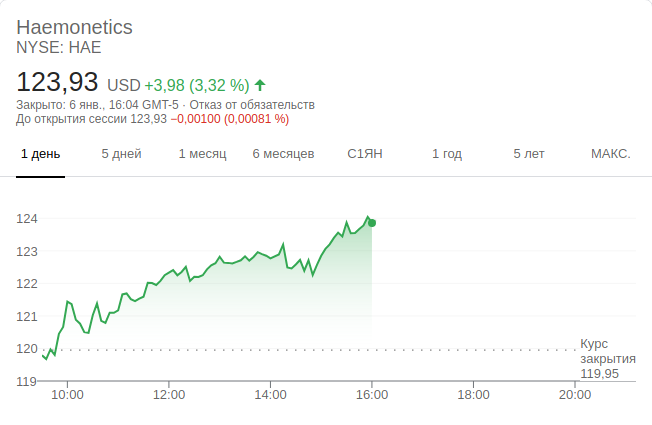 Haemonetics
NYSE: HAE
123,93 USD +3,98 (3,32 %)
Закрыто: 6 янв., 16:04 GMT-5 · Отказ от обязательств
До открытия сессии 123,93 −0,00100 (0,00081 %)
1 день 5 дней 1 месяц 6 месяцев С1ЯН 1 год 5 лет МАКС.
124
123
122
121
120
119
Курс
закрытия
119,95
10:00 12:00 14:00 16:00 18:00 20:00